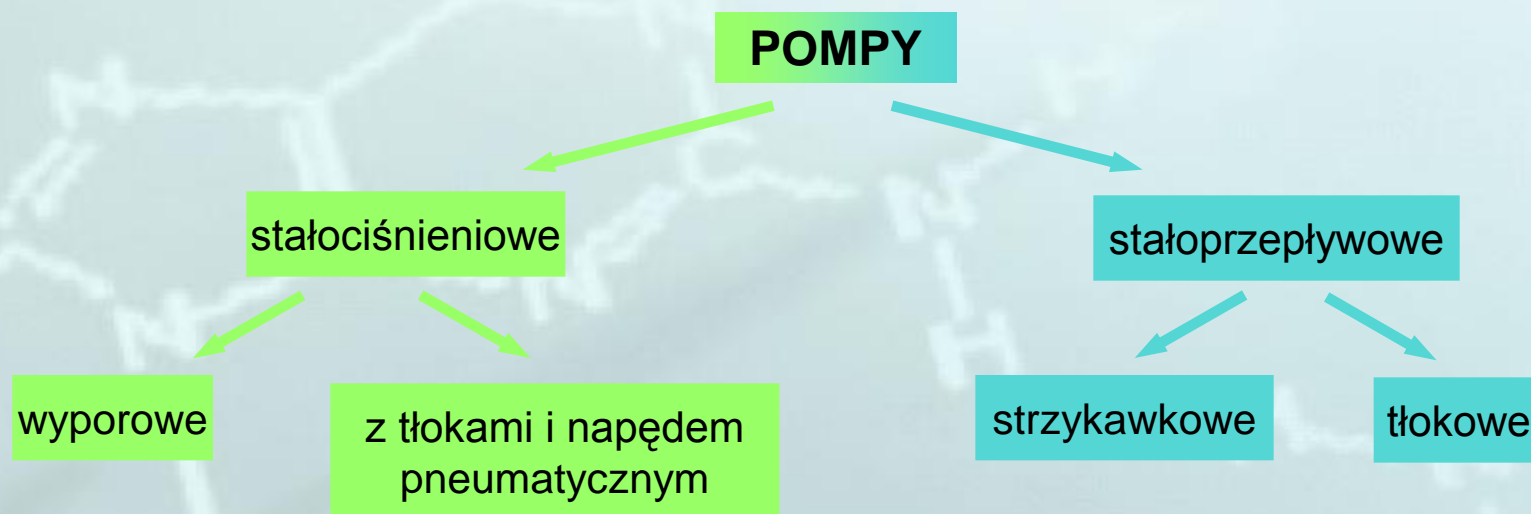 POMPY
stałociśnieniowe
stałoprzepływowe
wyporowe
z tłokami i napędem
pneumatycznym
strzykawkowe
tłokowe